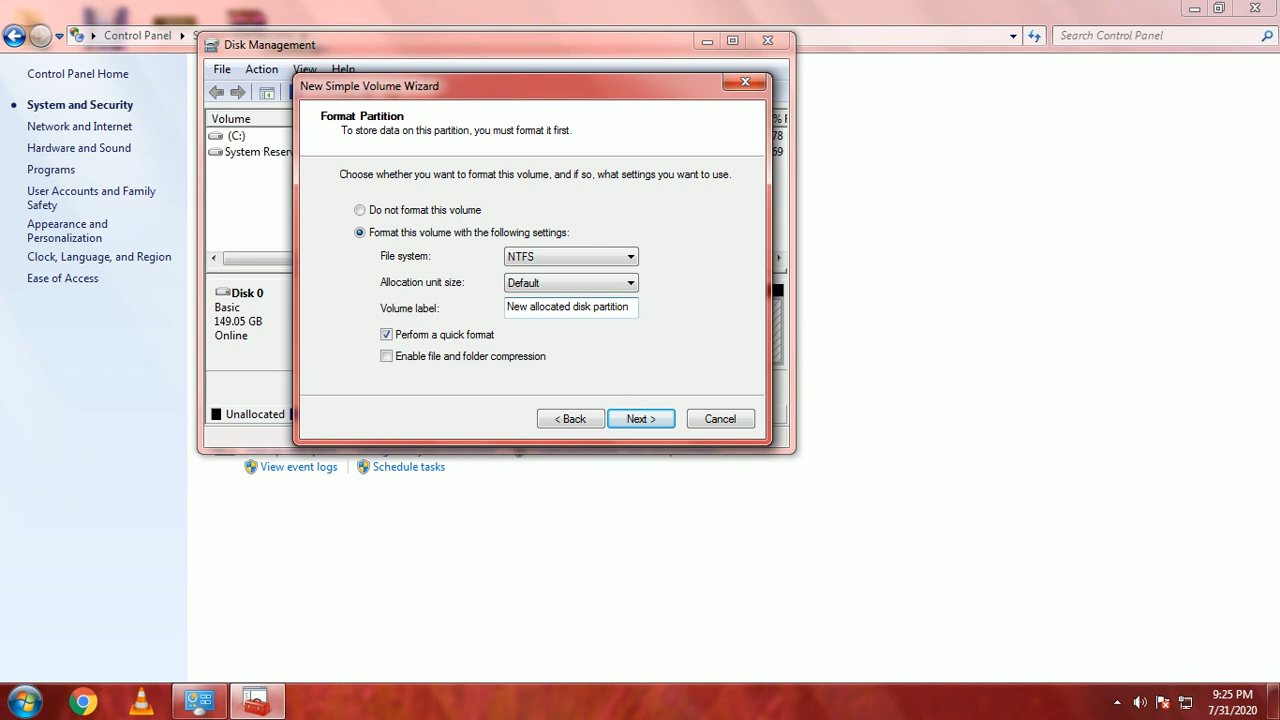 Control Panel
S
Search Control Panel
Control Panel Home
System and Security
Network and Internet
Hardware and Sound
Programs
User Accounts and Family
Safety
Appearance and
Personalization
Clock, Language, and Region
Ease of Access
Disk Management
File Action View Help
Volume
% F
(C:)
78
System Reser
69
Disk 0
Basic
149.05 GB
Online
Unallocated
New Simple Volume Wizard
Format Partition
To store data on this partition, you must format it first.
Choose whether you want to format this volume, and if so, what settings you want to use.
Do not format this volume
Format this volume with the following settings:
File system: NTFS
Allocation unit size: Default
Volume label: New allocated disk partition
Perform a quick format
Enable file and folder compression
< Back Next > Cancel
View event logs
Schedule tasks
9:25 PM
7/31/2020